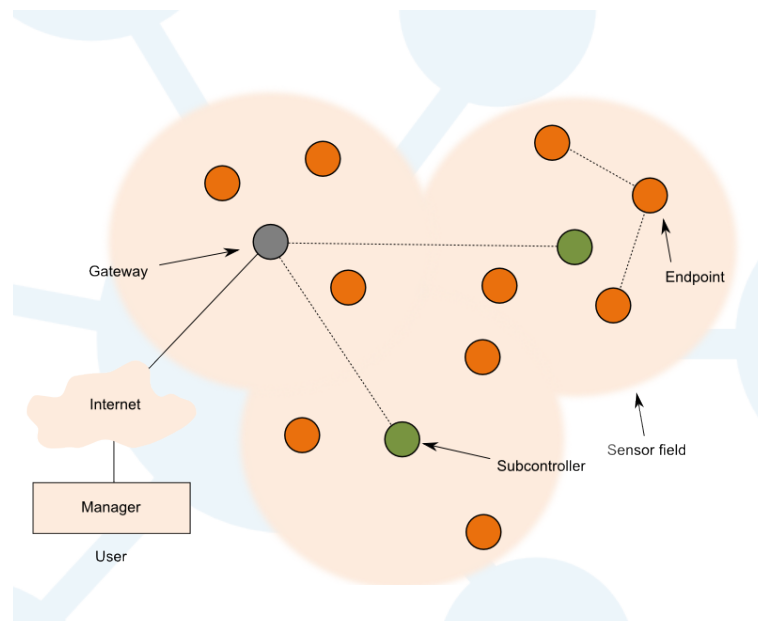 Gateway
Endpoint
Internet
Sensor field
Subcontroller
Manager
User